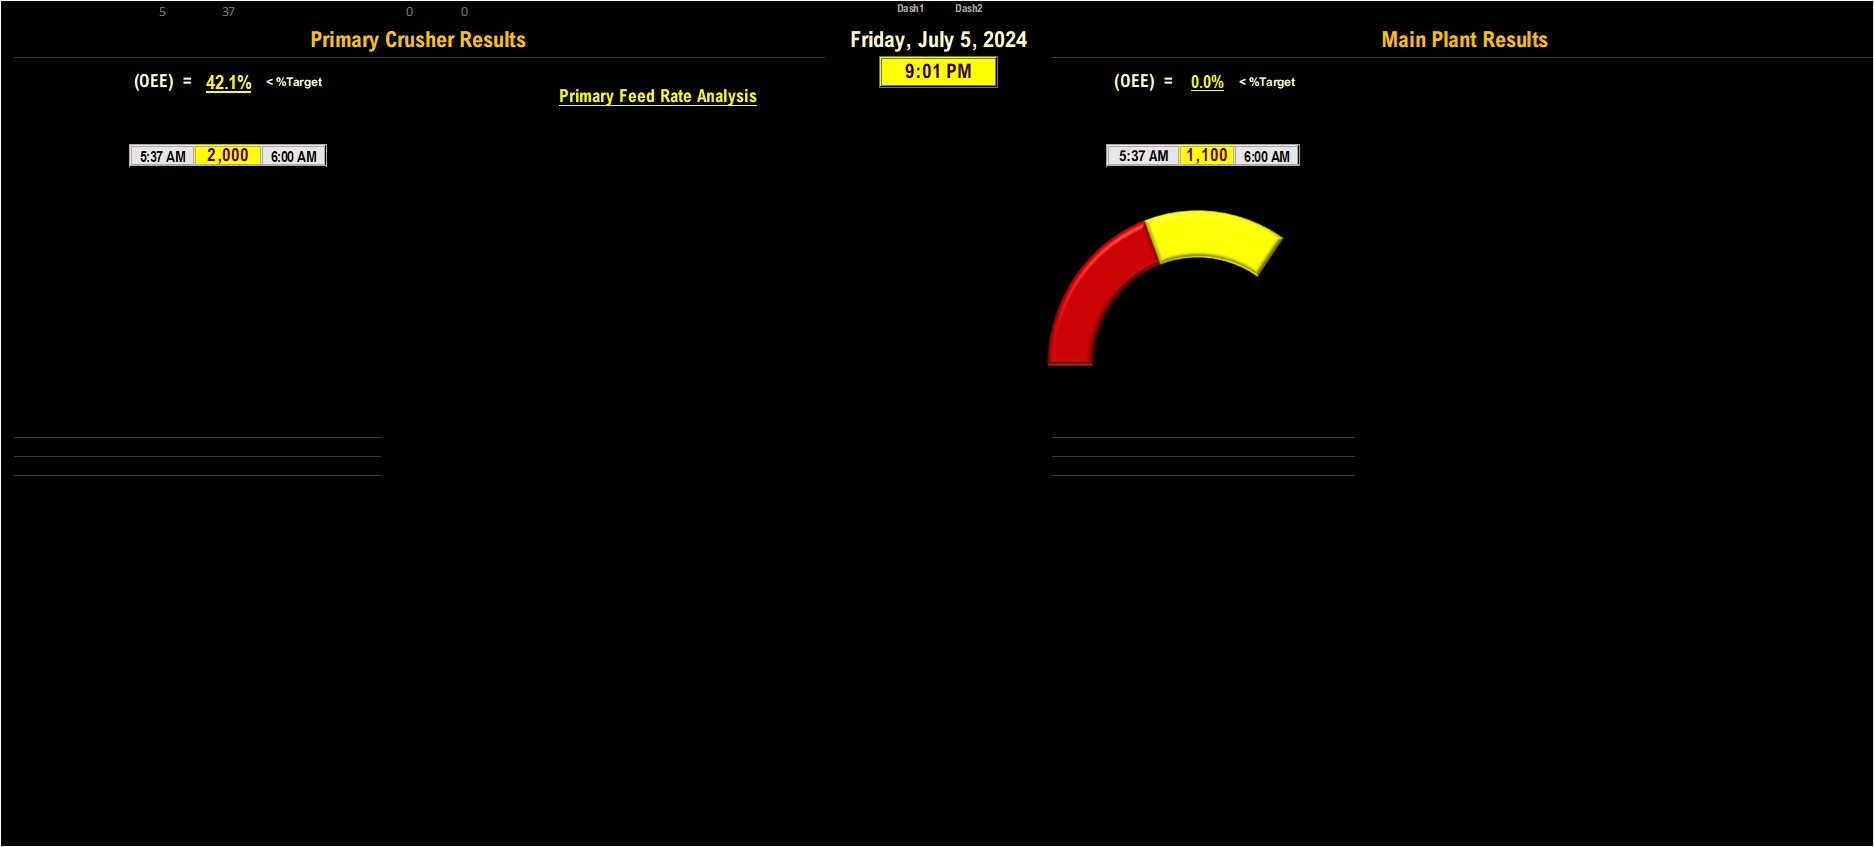 5 37 0 0 Dash1 Dash2
Primary Crusher Results
Friday, July 5, 2024
Main Plant Results
9:01 PM
(OEE) = 42.1% < %Target
(OEE) = 0.0% < %Target
Primary Feed Rate Analysis
5:37 AM 2,000 6:00 AM
5:37 AM 1,100 6:00 AM